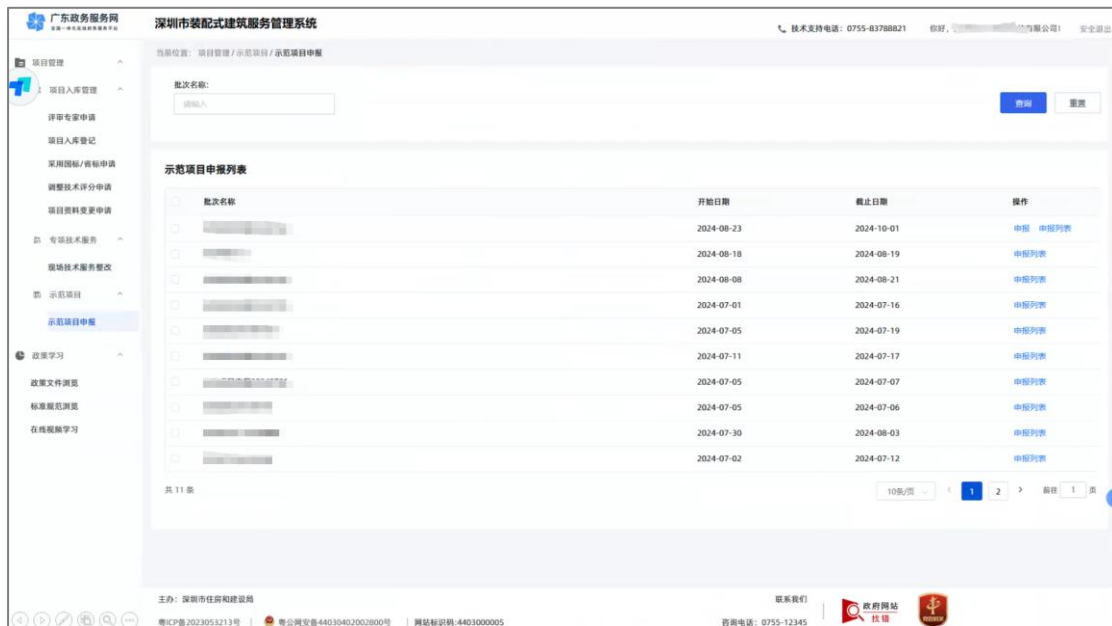 广东政务服务网
深圳市装配式建筑服务管理系统
技术支持电话：0755-83788821 你好， 有限公司! 安全退出
当前位置： 项目管理 / 示范项目 / 示范项目申报
项目管理
项目入库管理
评审专家申请
项目入库登记
采用国标/省标申请
调整技术评分申请
项目资料变更申请
专项技术服务
现场技术服务整改
示范项目
示范项目申报
政策学习
政策文件浏览
标准规范浏览
在线视频学习
批次名称:
请输入
查询 重置
示范项目申报列表
批次名称 开始日期 截止日期 操作
2024-08-23 2024-10-01 申报 申报列表
2024-08-18 2024-08-19 申报列表
2024-08-08 2024-08-21 申报列表
2024-07-01 2024-07-16 申报列表
2024-07-05 2024-07-19 申报列表
2024-07-11 2024-07-17 申报列表
2024-07-05 2024-07-07 申报列表
2024-07-05 2024-07-06 申报列表
2024-07-30 2024-08-03 申报列表
2024-07-02 2024-07-12 申报列表
共 11 条 10条/页 1 2 前往 1 页
主办：深圳市住房和建设局 联系我们
粤ICP备2023053213号 | 粤公网安备44030402002800号 | 网站标识码:4403000005 咨询电话：0755-12345
政府网站
找错